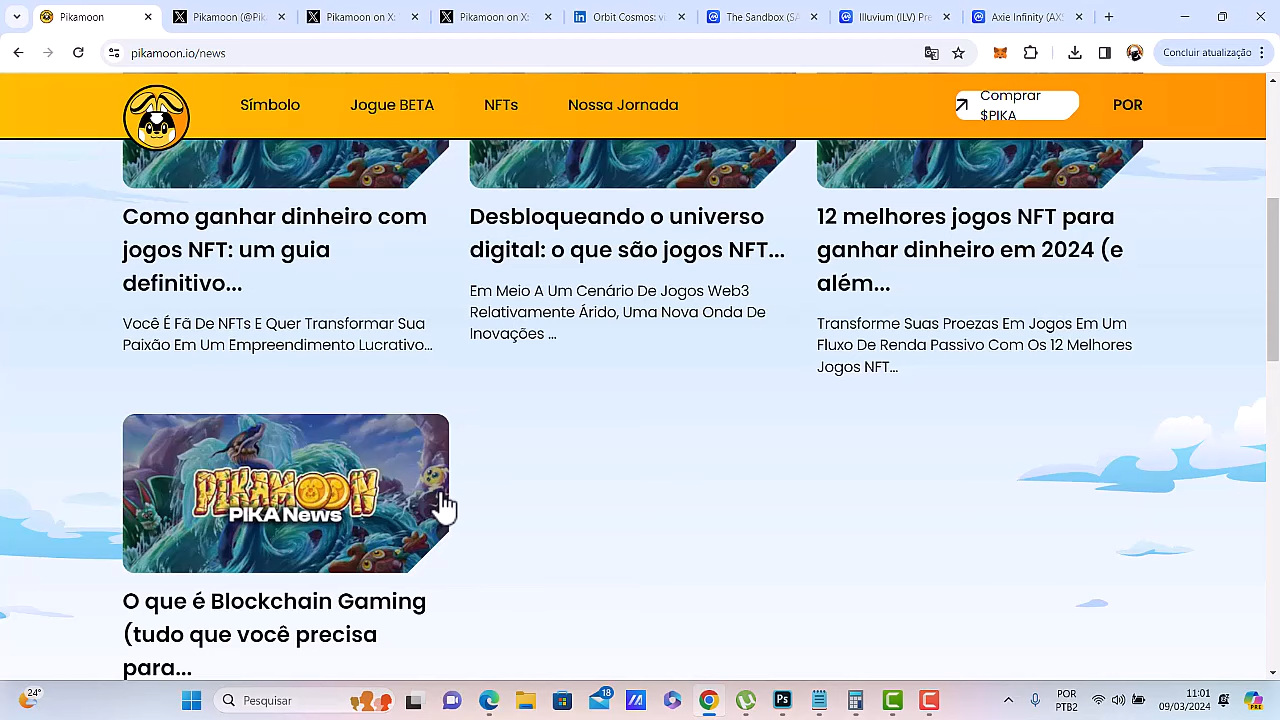 Pikamoon
Pikamoon (@Pik
Pikamoon on X:
Pikamoon on X:
Orbit Cosmos: v
The Sandbox (SA
Illuvium (ILV) Pre
Axie Infinity (AXS
pikamoon.io/news
Concluir atualização
Símbolo
Jogue BETA
NFTs
Nossa Jornada
Comprar
$PIKA
POR
Como ganhar dinheiro com
jogos NFT: um guia
definitivo...
Você É Fã De NFTs E Quer Transformar Sua
Paixão Em Um Empreendimento Lucrativo...
Desbloqueando o universo
digital: o que são jogos NFT...
Em Meio A Um Cenário De Jogos Web3
Relativamente Árido, Uma Nova Onda De
Inovações ...
12 melhores jogos NFT para
ganhar dinheiro em 2024 (e
além...
Transforme Suas Proezas Em Jogos Em Um
Fluxo De Renda Passivo Com Os 12 Melhores
Jogos NFT...
PIKAMOON
PIKA News
O que é Blockchain Gaming
(tudo que você precisa
para...
24°
Pesquisar
18
Ps
POR
PTB2
11:01
09/03/2024
PRE